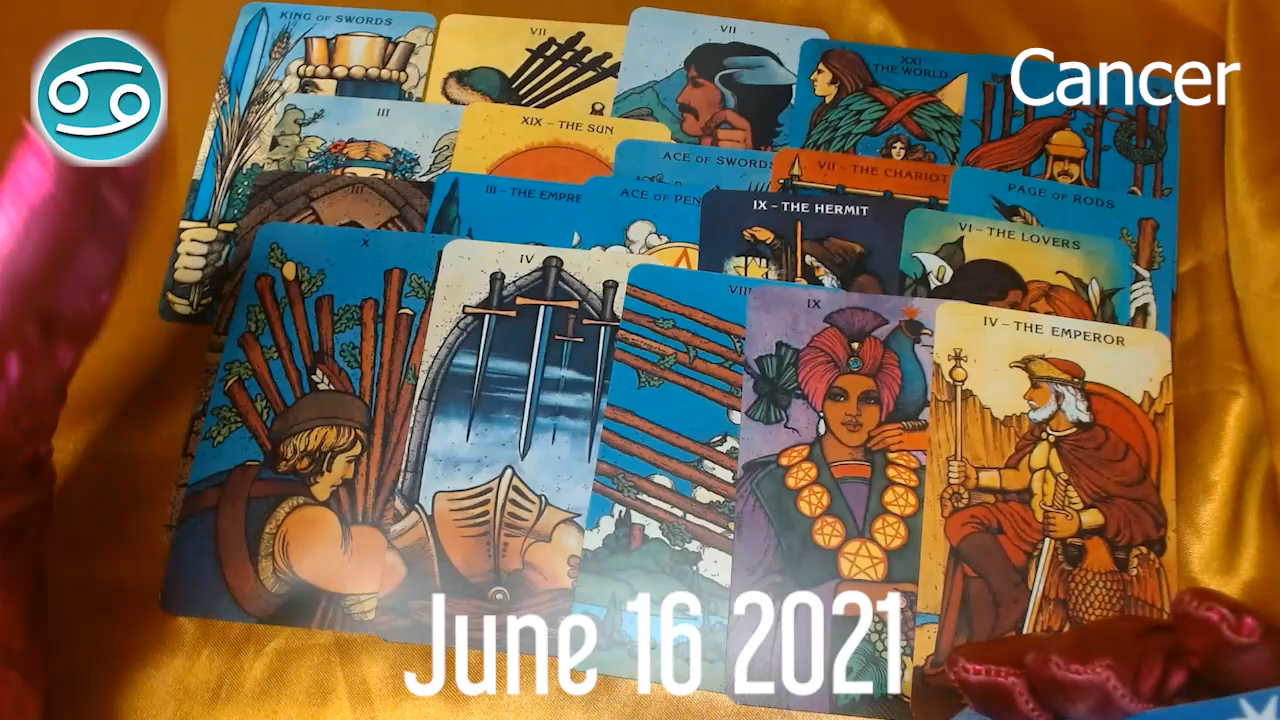 Cancer
KING OF SWORDS
VII
VII
XXI
THE WORLD
III
XIX – THE SUN
ACE OF SWORDS
VII – THE CHARIOT
PAGE OF RODS
III
III – THE EMPRE
ACE OF PEN
IX – THE HERMIT
VI – THE LOVERS
X
IV
VIII
IX
IV – THE EMPEROR
June 16 2021